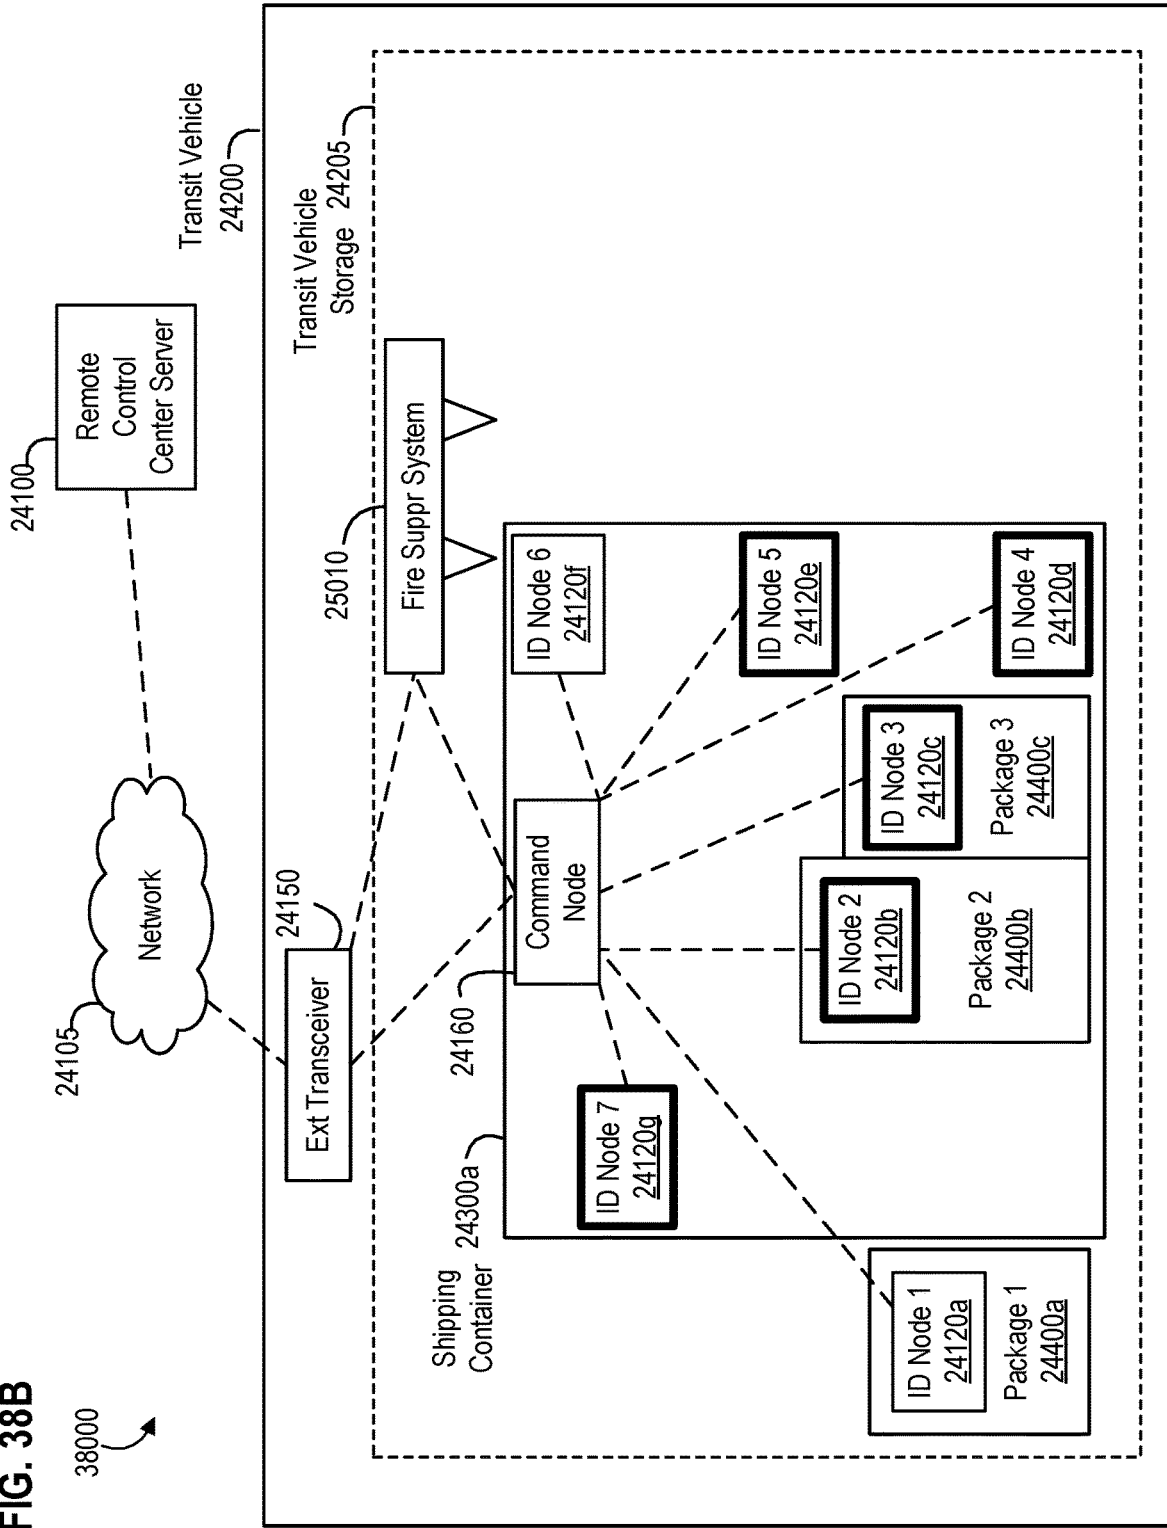 FIG. 38B
38000
24105
Network
24100
Remote
Control
Center Server
Transit Vehicle
24200
Ext Transceiver
24150
Transit Vehicle
Storage 24205
25010
Fire Suppr System
Shipping
Container 24300a
24160
Command
Node
ID Node 6
24120f
ID Node 7
24120g
ID Node 5
24120e
ID Node 1
24120a
Package 1
24400a
ID Node 2
24120b
Package 2
24400b
ID Node 3
24120c
Package 3
24400c
ID Node 4
24120d